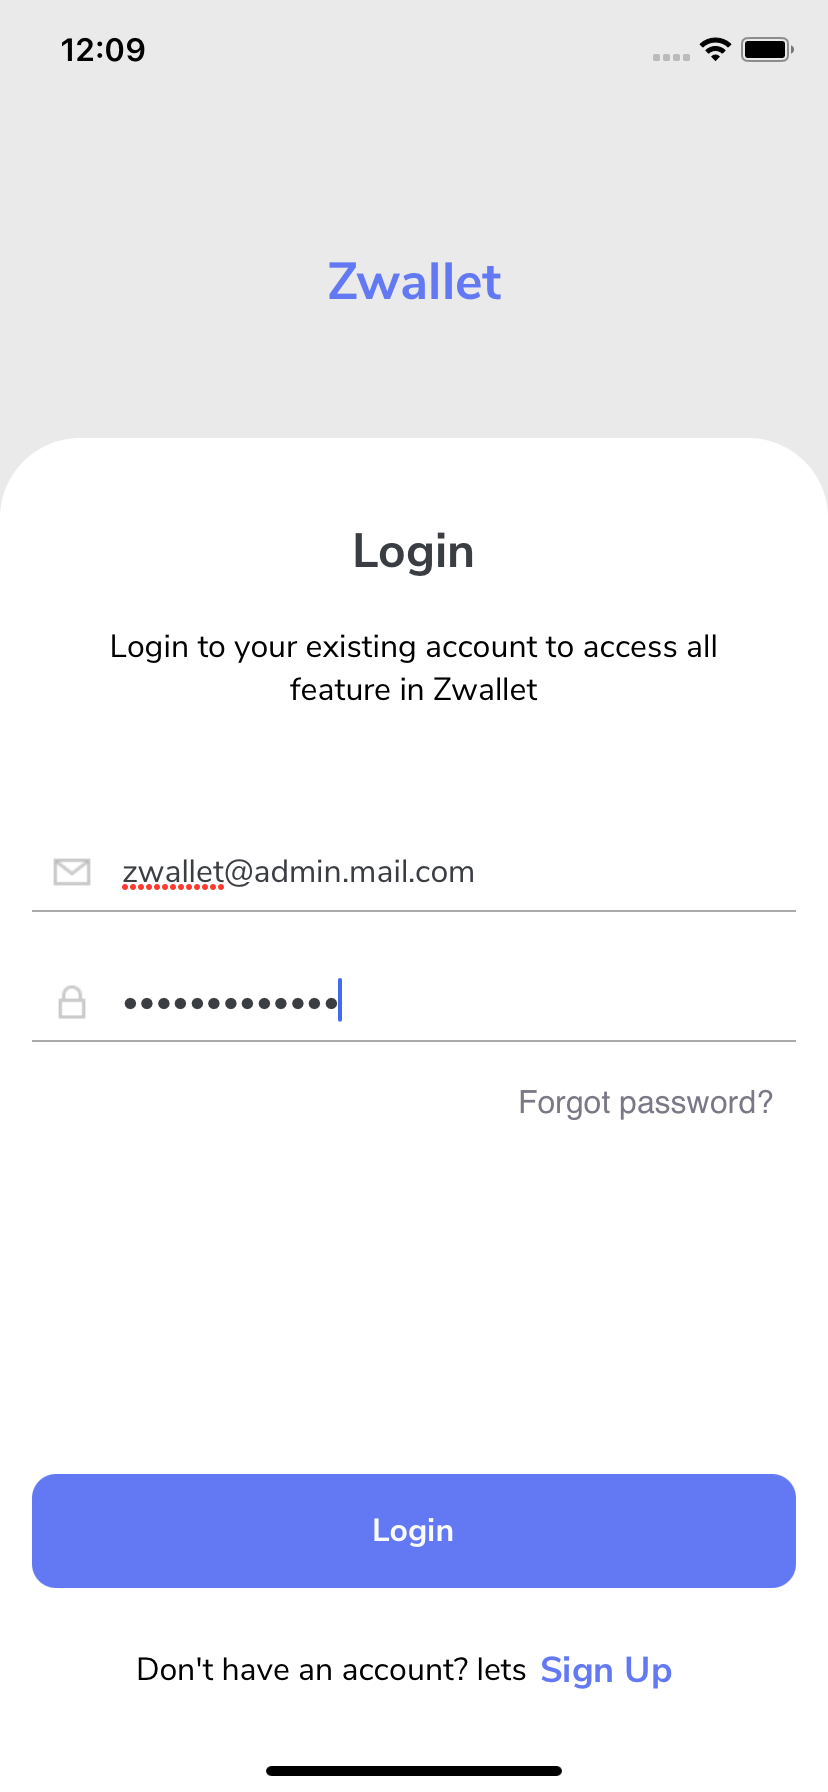 12:09
Zwallet
Login
Login to your existing account to access all
feature in Zwallet
zwallet@admin.mail.com
•••••••••••••
Forgot password?
Login
Don't have an account? lets Sign Up